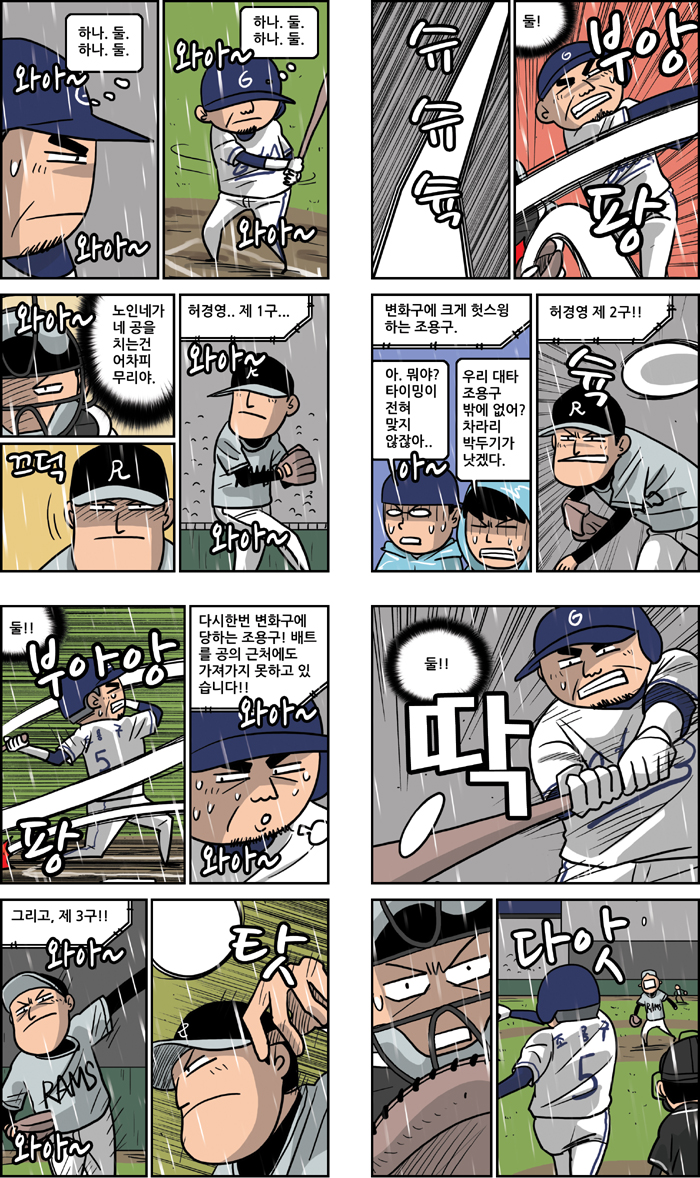 하나. 둘.
하나. 둘.
와아~
G
와아~
하나. 둘.
하나. 둘.
와아~
G
와아~
노인네가
네 공을
치는건
어차피
무리야.
와아~
끄덕
R
허경영.. 제 1구...
와아~
R
와아~
슈
슈
슉
둘!
부앙
G
팡
변화구에 크게 헛스윙
하는 조용구.
아. 뭐야?
타이밍이
전혀
맞지
않잖아..
우리 대타
조용구
밖에 없어?
차라리
박두기가
낫겠다.
아~
허경영 제 2구!!
슉
R
둘!!
부아앙
조용구
5
팡
다시한번 변화구에
당하는 조용구! 배트
를 공의 근처에도
가져가지 못하고 있
습니다!!
와아~
와아~
그리고, 제 3구!!
와아~
RAMS
와아~
탓
둘!!
G
딱
다앗
RAMS
조용구
5